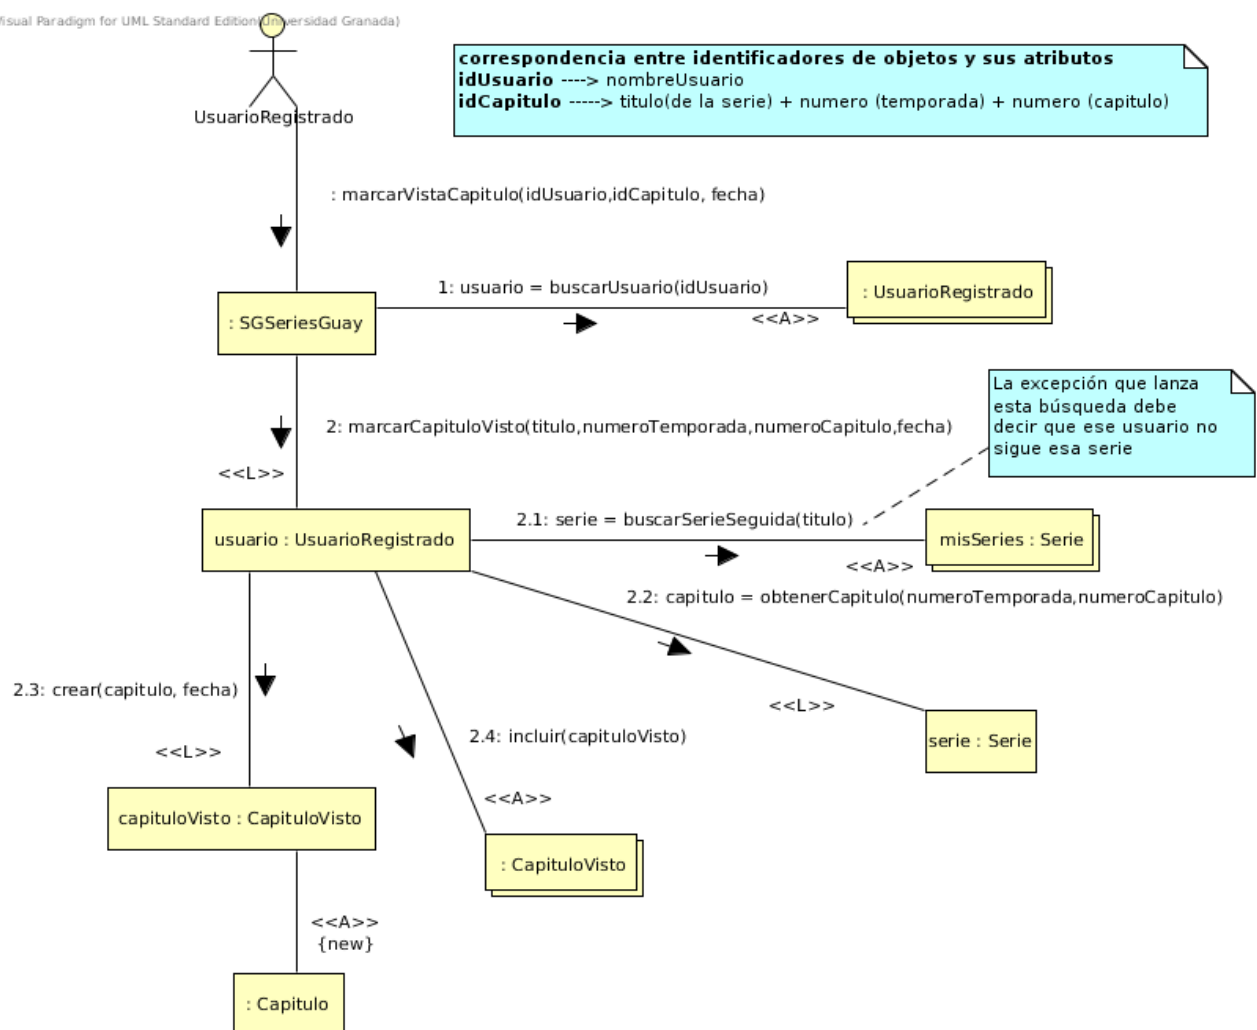 Visual Paradigm for UML Standard Edition(Universidad Granada)
correspondencia entre identificadores de objetos y sus atributos
idUsuario ----> nombreUsuario
idCapitulo -----> titulo(de la serie) + numero (temporada) + numero (capitulo)
UsuarioRegistrado
: marcarVistaCapitulo(idUsuario,idCapitulo, fecha)
1: usuario = buscarUsuario(idUsuario)
: UsuarioRegistrado
<<A>>
: SGSeriesGuay
La excepción que lanza
esta búsqueda debe
decir que ese usuario no
sigue esa serie
2: marcarCapituloVisto(titulo,numeroTemporada,numeroCapitulo,fecha)
<<L>>
2.1: serie = buscarSerieSeguida(titulo)
usuario : UsuarioRegistrado
misSeries : Serie
<<A>>
2.2: capitulo = obtenerCapitulo(numeroTemporada,numeroCapitulo)
2.3: crear(capitulo, fecha)
<<L>>
2.4: incluir(capituloVisto)
serie : Serie
<<L>>
<<A>>
capituloVisto : CapituloVisto
: CapituloVisto
<<A>>
{new}
: Capitulo